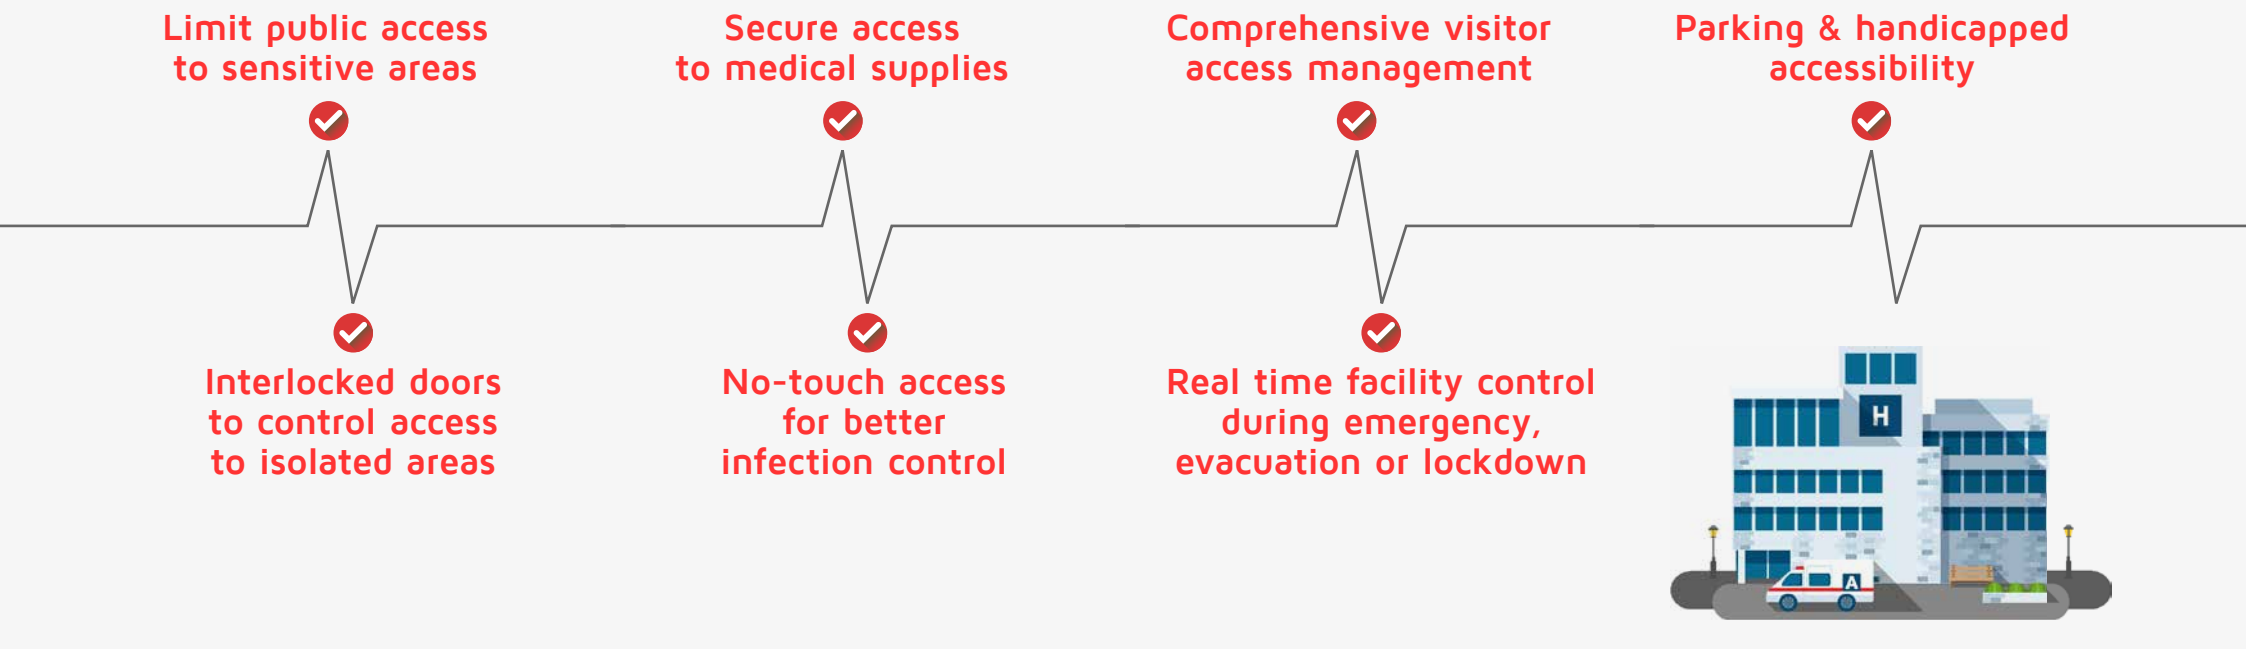 Limit public access
to sensitive areas
Secure access
to medical supplies
Comprehensive visitor
access management
Parking & handicapped
accessibility
Interlocked doors
to control access
to isolated areas
No-touch access
for better
infection control
Real time facility control
during emergency,
evacuation or lockdown
H
A